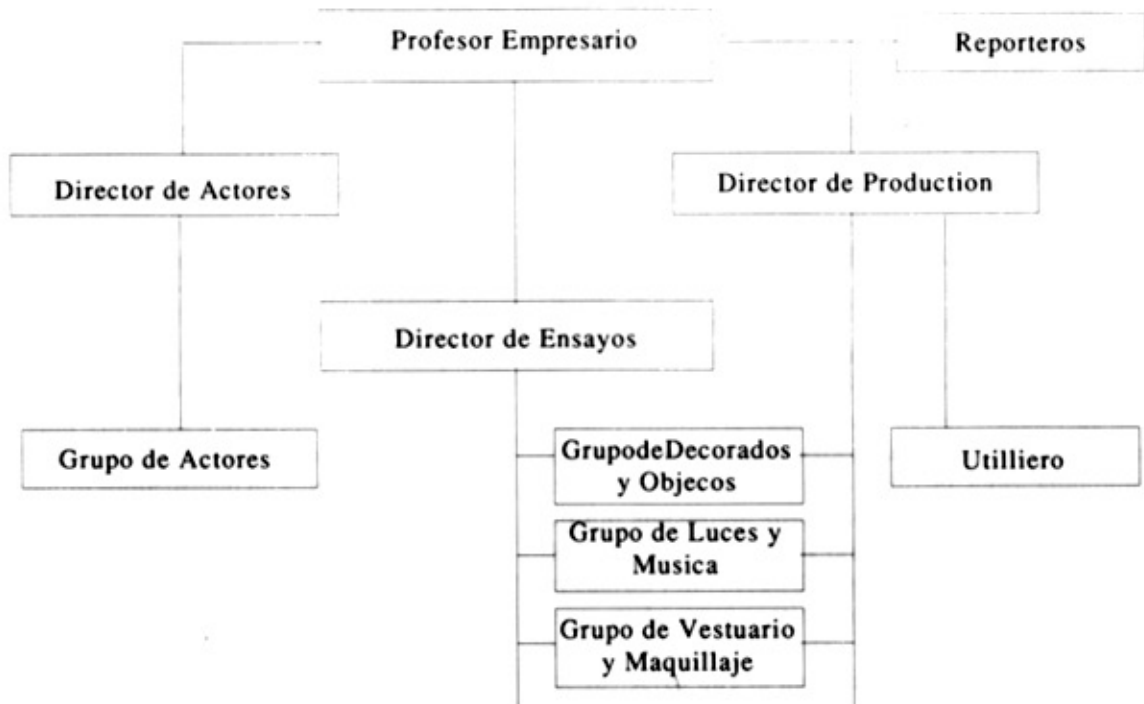 Profesor Empresario
Reporteros
Director de Actores
Director de Production
Director de Ensayos
Grupo de Actores
GrupodeDecorados
y Objecos
Utilliero
Grupo de Luces y
Musica
Grupo de Vestuario
y Maquillaje